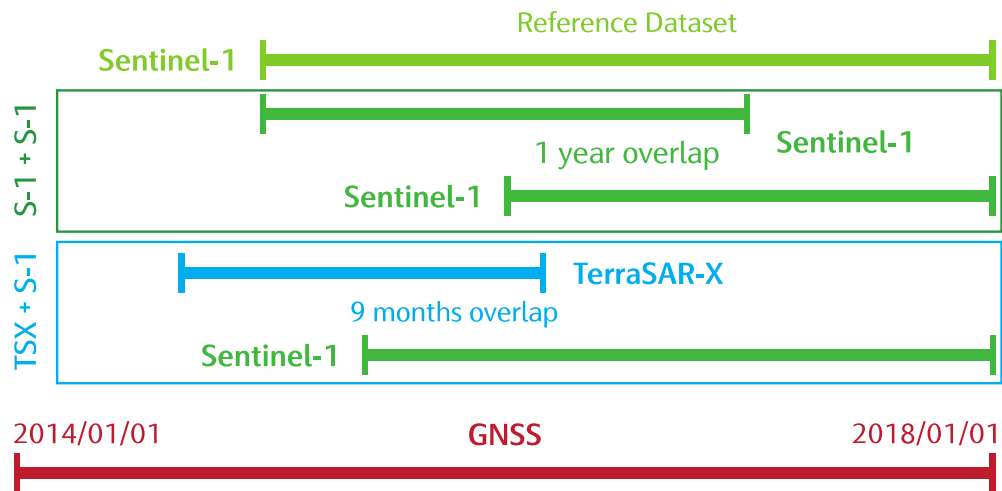 Reference Dataset
Sentinel-1
S-1 + S-1
1 year overlap
Sentinel-1
Sentinel-1
TSX + S-1
TerraSAR-X
9 months overlap
Sentinel-1
2014/01/01 GNSS 2018/01/01